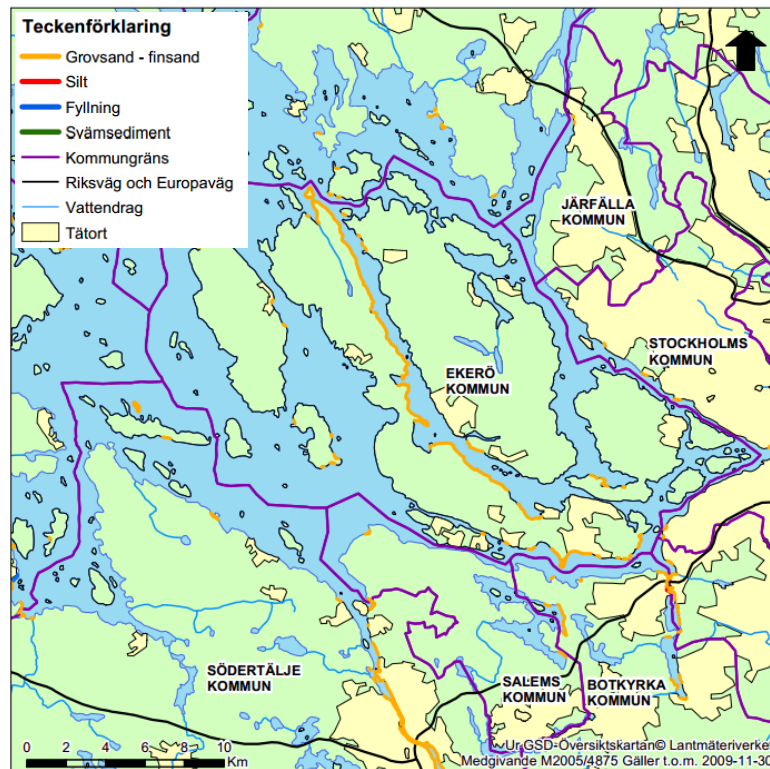 Teckenförklaring
Grovsand - finsand
Silt
Fyllning
Svämsediment
Kommungräns
Riksväg och Europaväg
Vattendrag
Tätort
JÄRFÄLLA
KOMMUN
STOCKHOLMS
KOMMUN
EKERÖ
KOMMUN
SÖDERTÄLJE
KOMMUN
SALEMS
KOMMUN
BOTKYRKA
KOMMUN
0 2 4 6 8 10
Km
Ur GSD-Översiktskartan© Lantmäteriverket
Medgivande M2005/4875 Gäller t.o.m. 2009-11-30